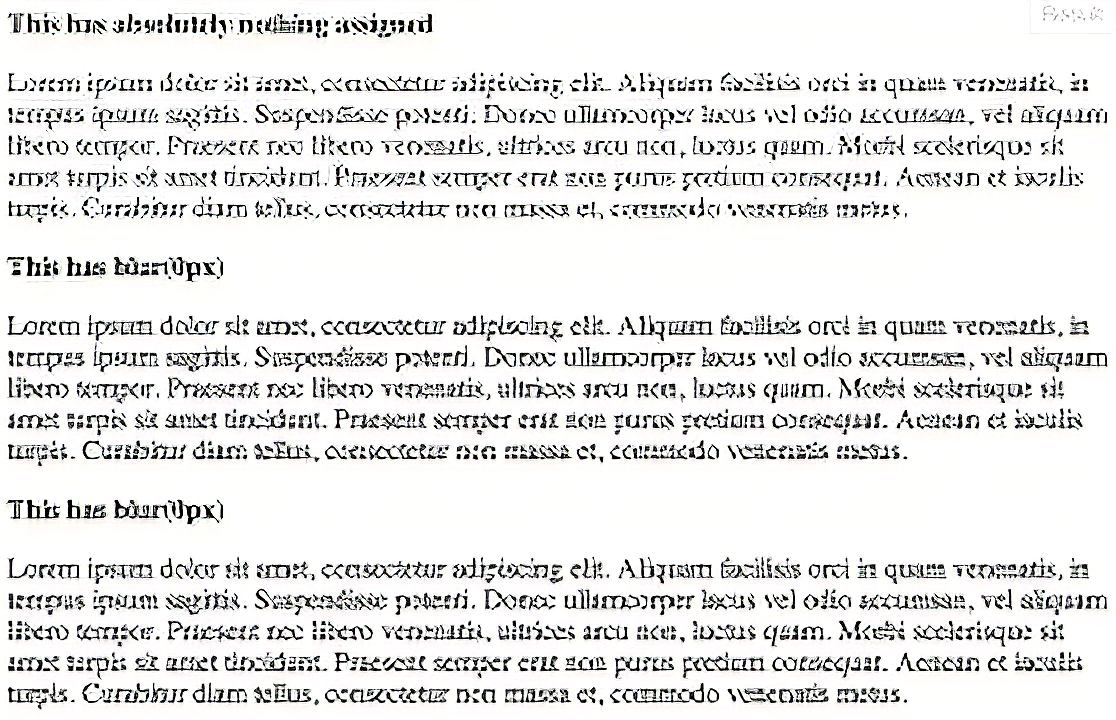 This has absolutely nothing assigned
Lorem ipsum dolor sit amet, consectetur adipiscing elit. Aliquam facilisis orci in quam venenatis, in
tempus ipsum sagittis. Suspendisse potenti. Donec ullamcorper lacus vel odio accumsan, vel aliquam
libero tempor. Praesent nec libero venenatis, ultrices arcu non, luctus quam. Morbi scelerisque sit
amet turpis sit amet tincidunt. Praesent semper erat non purus pretium consequat. Aenean et iaculis
turpis. Curabitur diam tellus, consectetur non massa et, commodo venenatis metus.
This has blur(0px)
Lorem ipsum dolor sit amet, consectetur adipiscing elit. Aliquam facilisis orci in quam venenatis, in
tempus ipsum sagittis. Suspendisse potenti. Donec ullamcorper lacus vel odio accumsan, vel aliquam
libero tempor. Praesent nec libero venenatis, ultrices arcu non, luctus quam. Morbi scelerisque sit
amet turpis sit amet tincidunt. Praesent semper erat non purus pretium consequat. Aenean et iaculis
turpis. Curabitur diam tellus, consectetur non massa et, commodo venenatis metus.
This has blur(0px)
Lorem ipsum dolor sit amet, consectetur adipiscing elit. Aliquam facilisis orci in quam venenatis, in
tempus ipsum sagittis. Suspendisse potenti. Donec ullamcorper lacus vel odio accumsan, vel aliquam
libero tempor. Praesent nec libero venenatis, ultrices arcu non, luctus quam. Morbi scelerisque sit
amet turpis sit amet tincidunt. Praesent semper erat non purus pretium consequat. Aenean et iaculis
turpis. Curabitur diam tellus, consectetur non massa et, commodo venenatis metus.